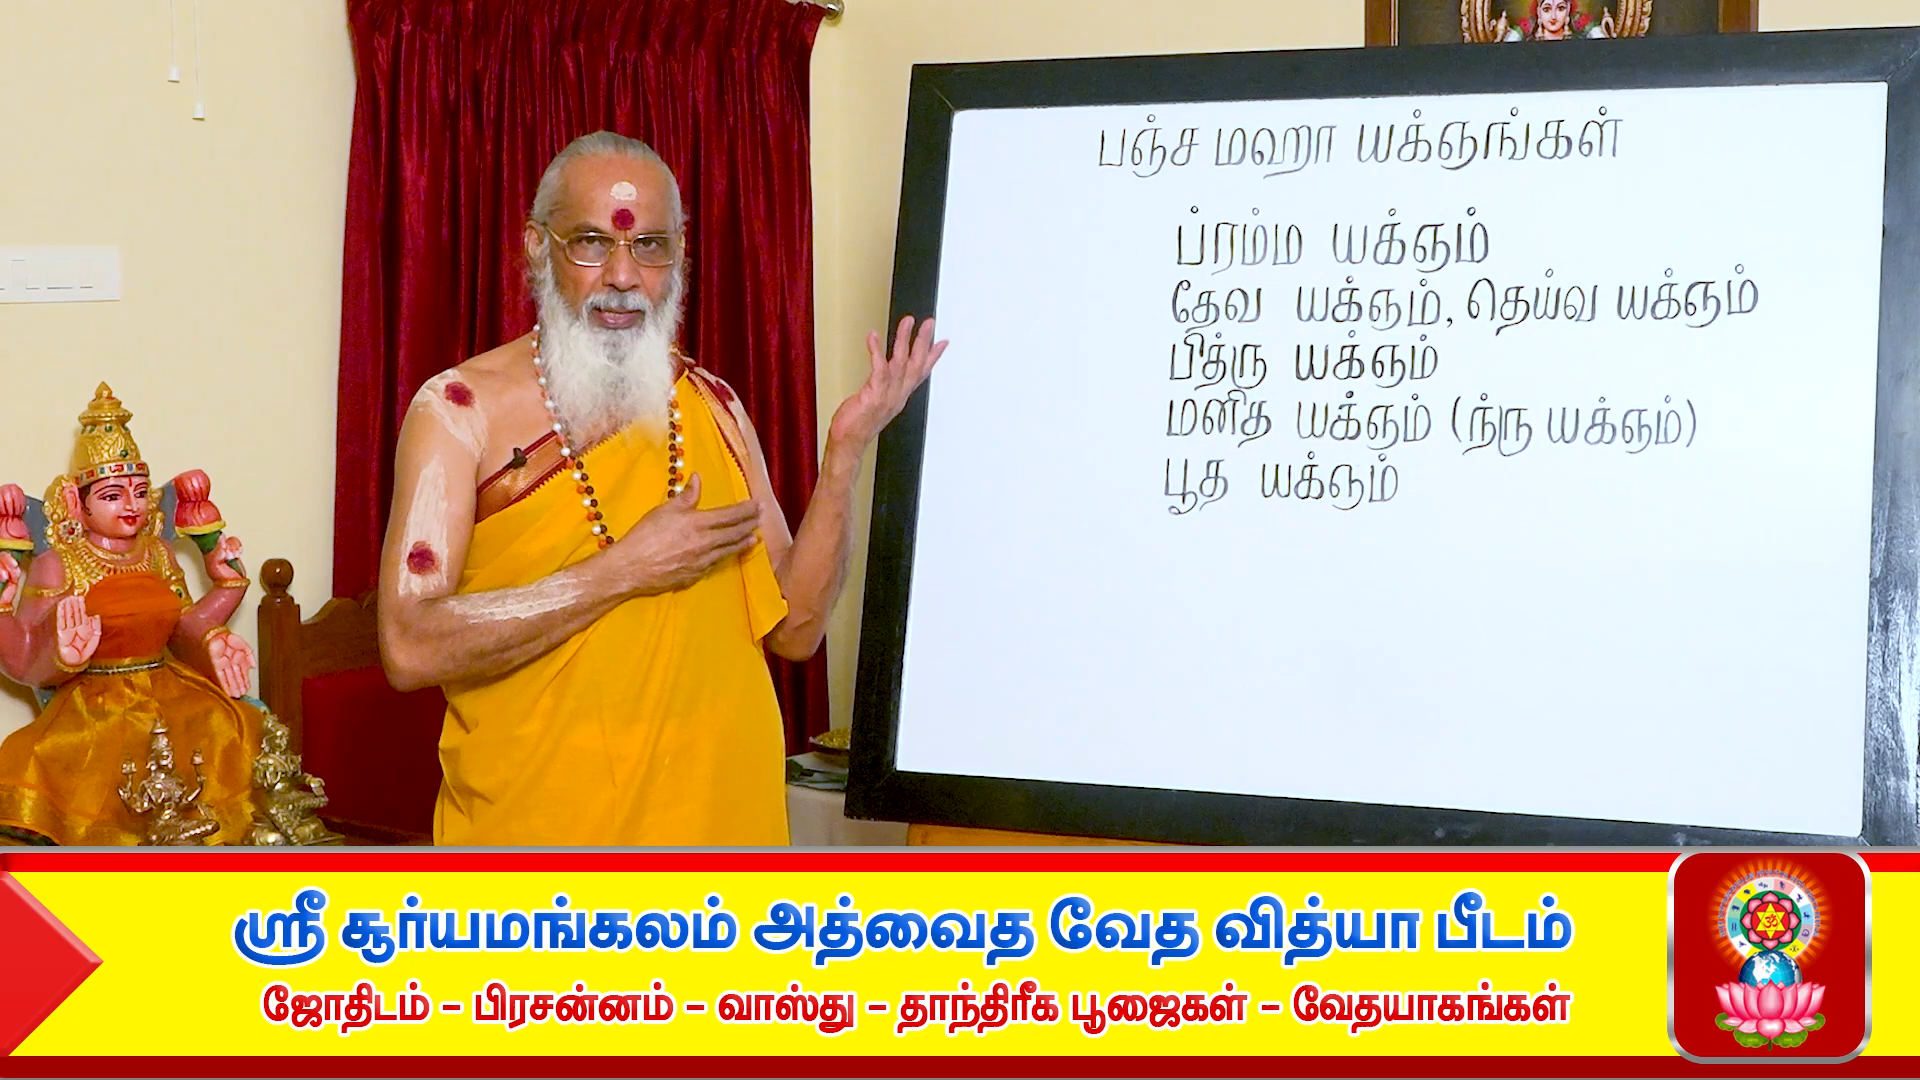 பஞ்ச மஹா யக்ஞங்கள்
ப்ரம்ம யக்ஞம்
தேவ யக்ஞம், தெய்வ யக்ஞம்
பித்ரு யக்ஞம்
மனித யக்ஞம் (ந்ரு யக்ஞம்)
பூத யக்ஞம்
ஸ்ரீ சூர்யமங்கலம் அத்வைத வேத வித்யா பீடம்
ஜோதிடம் - பிரசன்னம் - வாஸ்து - தாந்திரீக பூஜைகள் - வேதயாகங்கள்